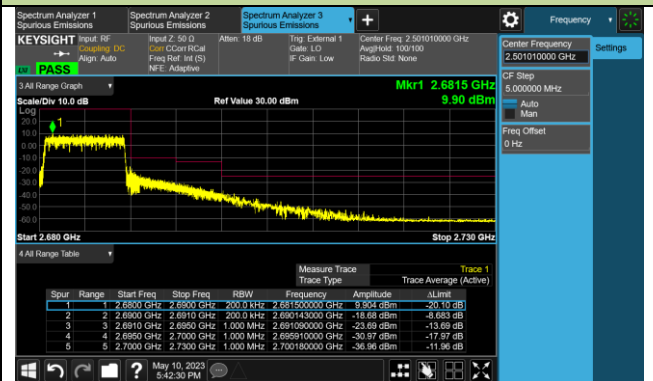 Spectrum Analyzer 1
Spurious Emissions
Spectrum Analyzer 2
Spurious Emissions
Spectrum Analyzer 3
Spurious Emissions
Frequency
KEYSIGHT
Input: RF
Coupling: DC
Align: Auto
Input Z: 50 Ω
Corr CCorr RCal
Freq Ref: Int (S)
NFE: Adaptive
Atten: 18 dB
Trig: External 1
Gate: LO
IF Gain: Low
Center Freq: 2.501010000 GHz
Avg|Hold: 100/100
Radio Std: None
PASS
Center Frequency
2.501010000 GHz
Settings
CF Step
5.000000 MHz
Auto
Man
Freq Offset
0 Hz
3 All Range Graph
Mkr1 2.6815 GHz
9.90 dBm
Scale/Div 10.0 dB
Ref Value 30.00 dBm
Log
20.0
10.0
0.00
-10.0
-20.0
-30.0
-40.0
-50.0
-60.0
1
Start 2.680 GHz
Stop 2.730 GHz
4 All Range Table
Measure Trace Trace 1
Trace Type Trace Average (Active)
Spur Range Start Freq Stop Freq RBW Frequency Amplitude ΔLimit
1 1 2.6800 GHz 2.6900 GHz 200.0 kHz 2.681500000 GHz 9.904 dBm -20.10 dB
2 2 2.6900 GHz 2.6910 GHz 200.0 kHz 2.690143000 GHz -18.68 dBm -8.683 dB
3 3 2.6910 GHz 2.6950 GHz 1.000 MHz 2.691090000 GHz -23.69 dBm -13.69 dB
4 4 2.6950 GHz 2.7000 GHz 1.000 MHz 2.695910000 GHz -30.97 dBm -17.97 dB
5 5 2.7000 GHz 2.7300 GHz 1.000 MHz 2.700180000 GHz -36.96 dBm -11.96 dB
May 10, 2023
5:42:30 PM